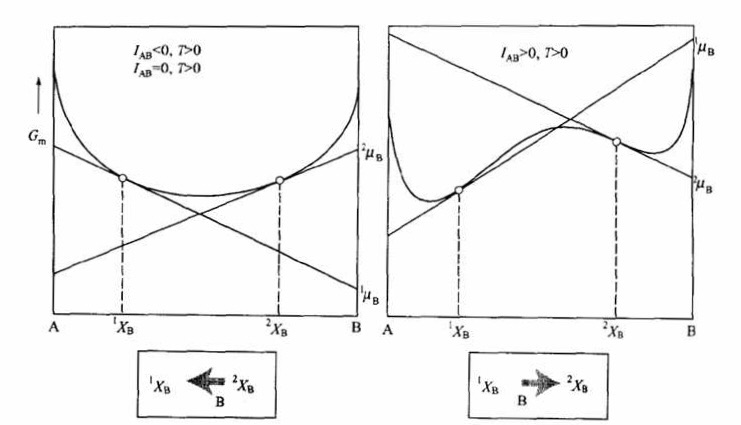 I_AB<0, T>0
I_AB=0, T>0
G_m
²μ_B
¹μ_B
A ¹X_B ²X_B B
¹X_B ²X_B
B
I_AB>0, T>0
¹μ_B
²μ_B
A ¹X_B ²X_B B
¹X_B ²X_B
B